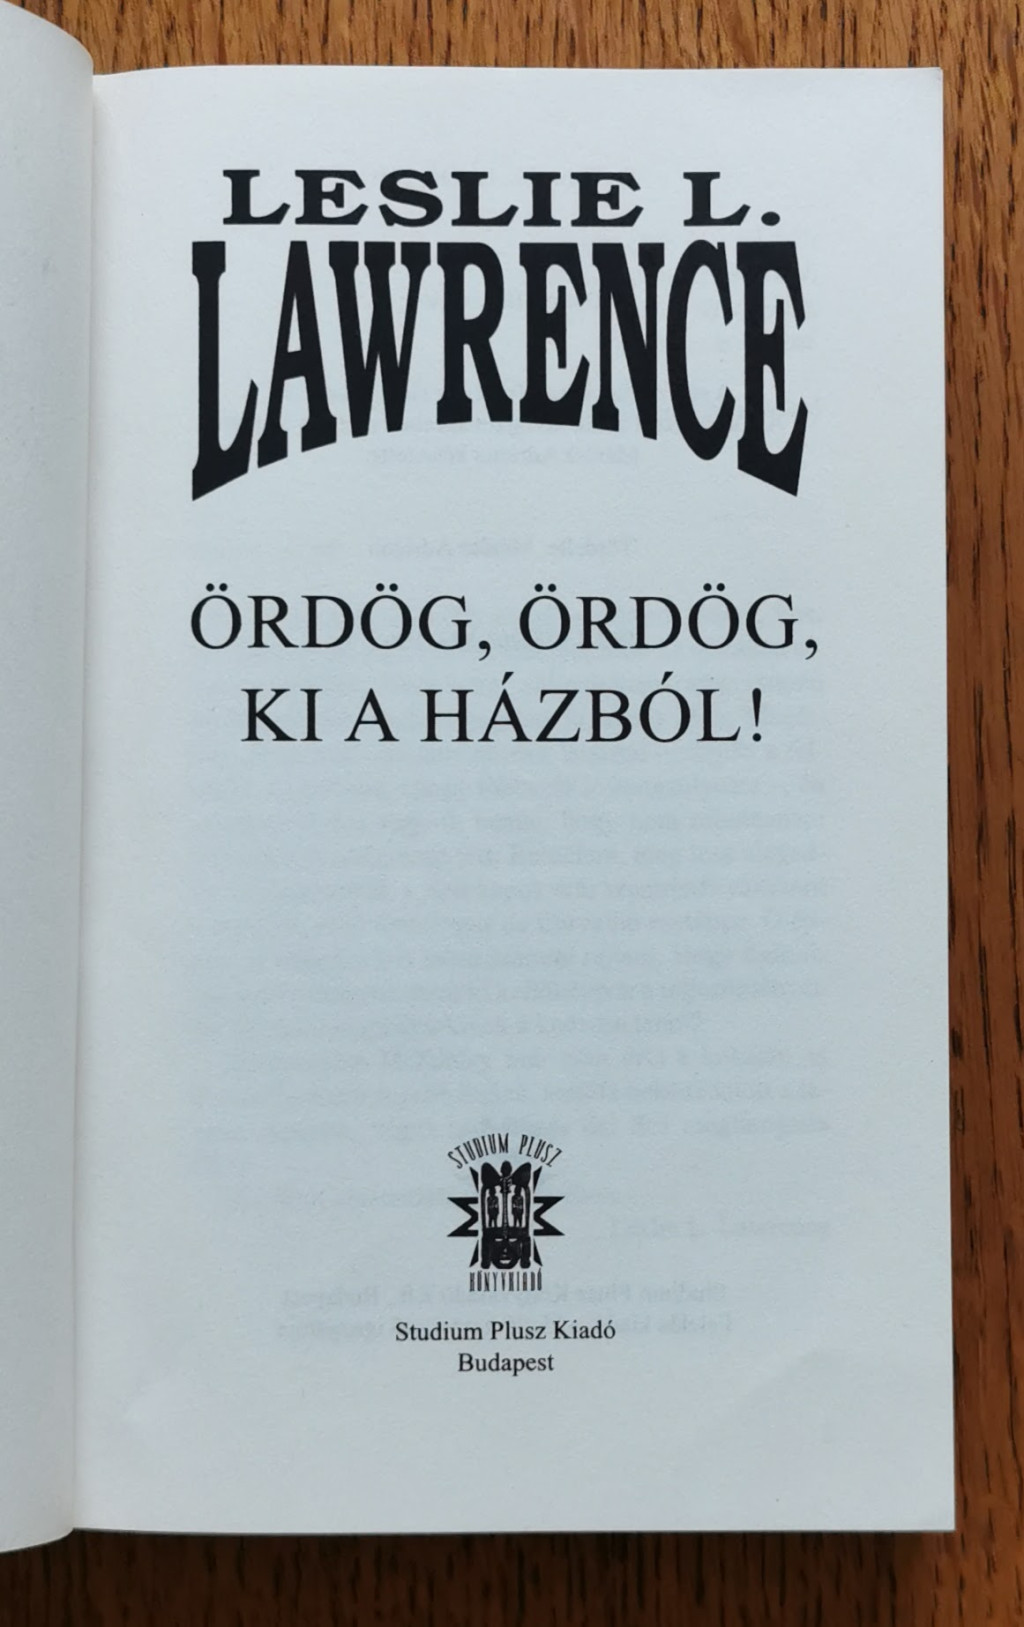 LESLIE L.
LAWRENCE
ÖRDÖG, ÖRDÖG,
KI A HÁZBÓL!
STUDIUM PLUSZ
KÖNYVKIADÓ
Studium Plusz Kiadó
Budapest